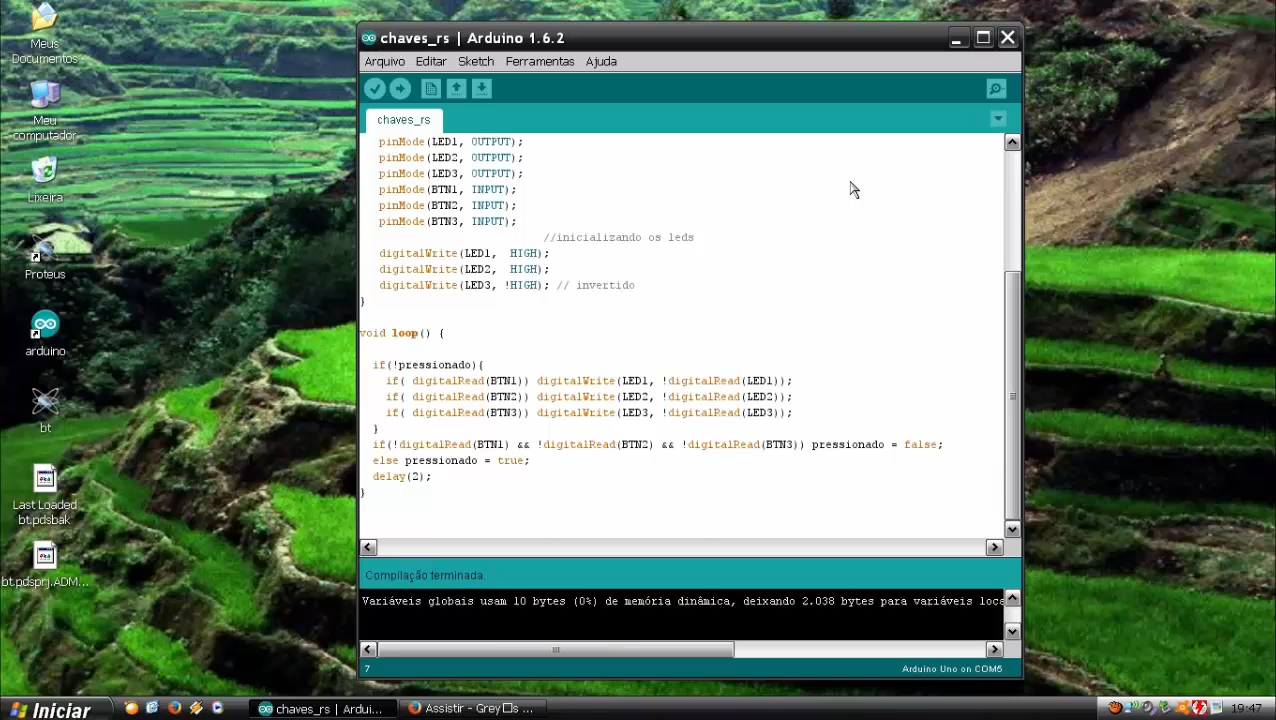 Meus
Documentos
Meu
computador
Lixeira
Proteus
arduino
bt
Last Loaded
bt.pdsbak
bt.pdsprj.ADM...
chaves_rs | Arduino 1.6.2
Arquivo Editar Sketch Ferramentas Ajuda
chaves_rs
pinMode(LED1, OUTPUT);
pinMode(LED2, OUTPUT);
pinMode(LED3, OUTPUT);
pinMode(BTN1, INPUT);
pinMode(BTN2, INPUT);
pinMode(BTN3, INPUT);
//inicializando os leds
digitalWrite(LED1,  HIGH);
digitalWrite(LED2,  HIGH);
digitalWrite(LED3, !HIGH); // invertido
}
void loop() {
if(!pressionado){
if( digitalRead(BTN1)) digitalWrite(LED1, !digitalRead(LED1));
if( digitalRead(BTN2)) digitalWrite(LED2, !digitalRead(LED2));
if( digitalRead(BTN3)) digitalWrite(LED3, !digitalRead(LED3));
}
if(!digitalRead(BTN1) && !digitalRead(BTN2) && !digitalRead(BTN3)) pressionado = false;
else pressionado = true;
delay(2);
}
Compilação terminada.
Variáveis globais usam 10 bytes (0%) de memória dinâmica, deixando 2.038 bytes para variáveis loca
7 Arduino Uno on COM5
Iniciar chaves_rs | Ardui... Assistir - Grey□s ... 19:47